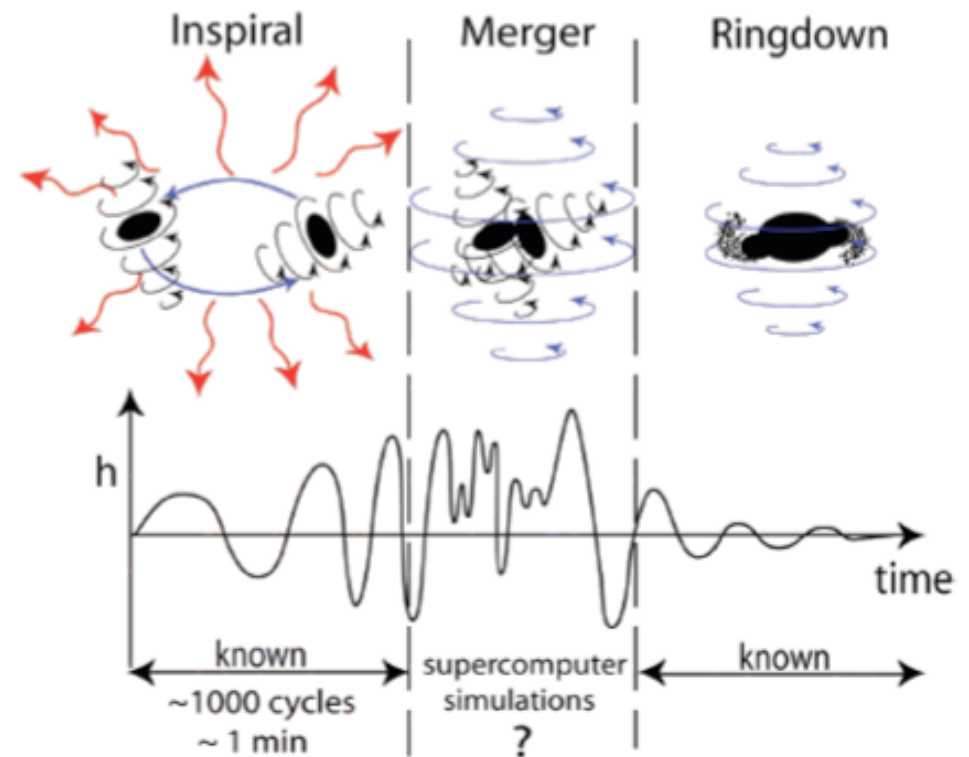 Inspiral
Merger
Ringdown
h
time
known
~1000 cycles
~ 1 min
supercomputer
simulations
?
known